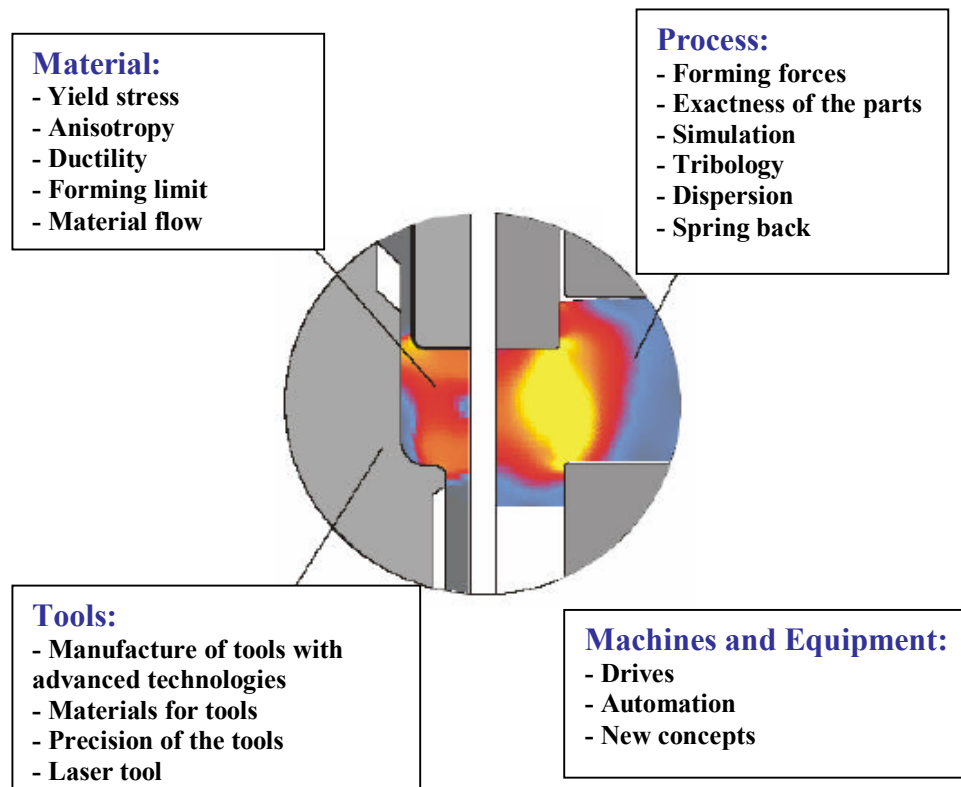 Material:
- Yield stress
- Anisotropy
- Ductility
- Forming limit
- Material flow
Process:
- Forming forces
- Exactness of the parts
- Simulation
- Tribology
- Dispersion
- Spring back
Tools:
- Manufacture of tools with
advanced technologies
- Materials for tools
- Precision of the tools
- Laser tool
Machines and Equipment:
- Drives
- Automation
- New concepts